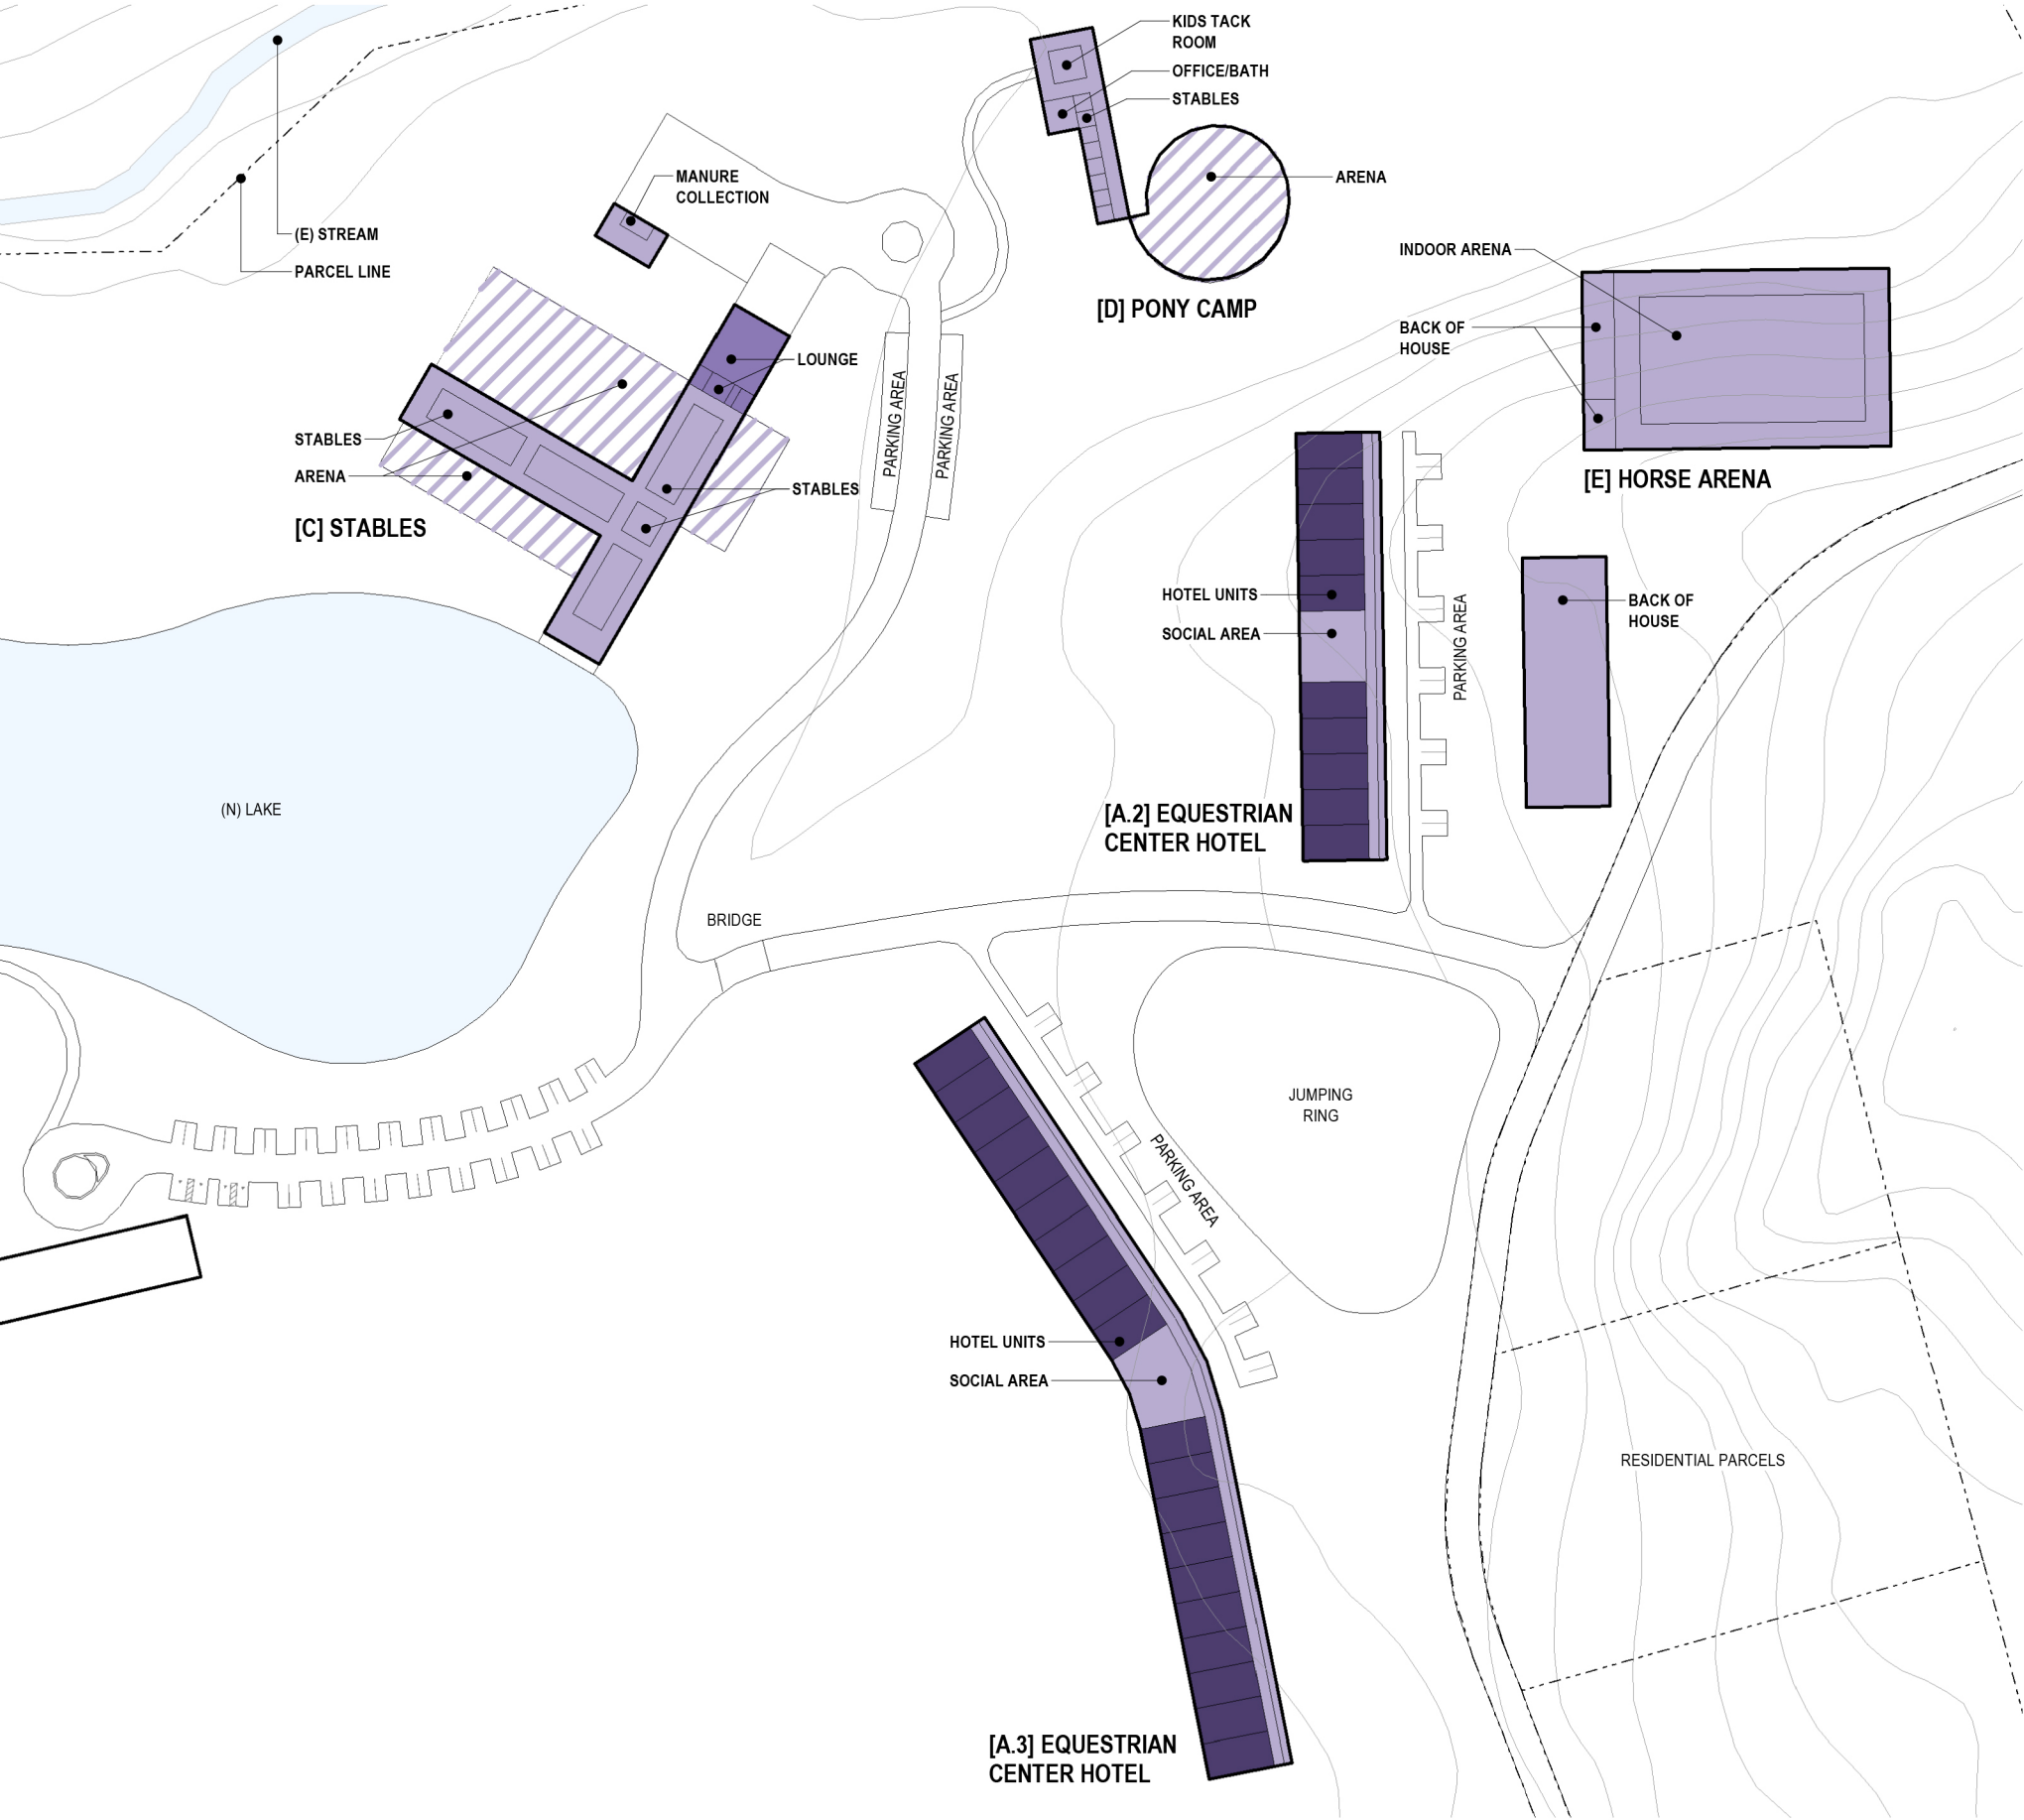 KIDS TACK
ROOM
OFFICE/BATH
STABLES
ARENA
[D] PONY CAMP
MANURE
COLLECTION
(E) STREAM
PARCEL LINE
LOUNGE
STABLES
ARENA
STABLES
[C] STABLES
PARKING AREA
PARKING AREA
INDOOR ARENA
BACK OF
HOUSE
[E] HORSE ARENA
HOTEL UNITS
SOCIAL AREA
PARKING AREA
BACK OF
HOUSE
[A.2] EQUESTRIAN
CENTER HOTEL
(N) LAKE
BRIDGE
JUMPING
RING
PARKING AREA
HOTEL UNITS
SOCIAL AREA
RESIDENTIAL PARCELS
[A.3] EQUESTRIAN
CENTER HOTEL